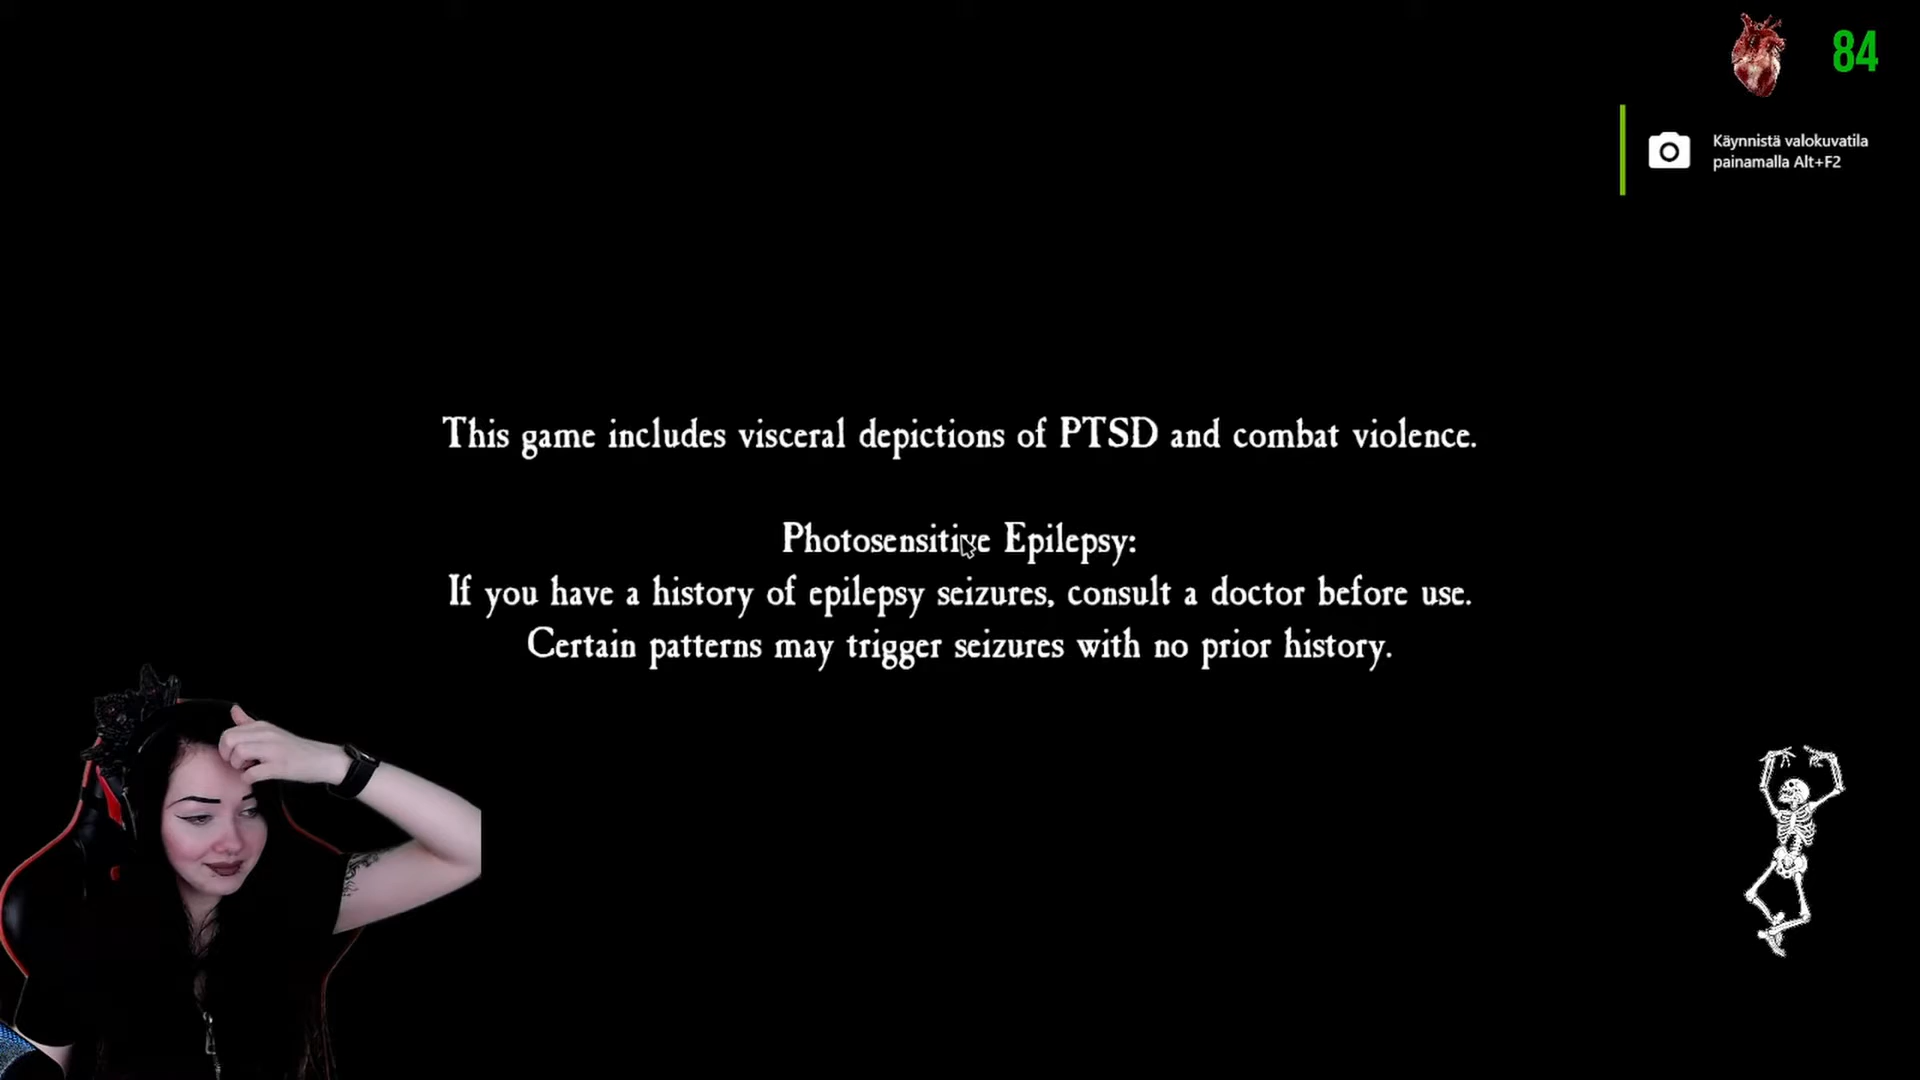 84
Käynnistä valokuvatila
painamalla Alt+F2
This game includes visceral depictions of PTSD and combat violence.
Photosensitive Epilepsy:
If you have a history of epilepsy seizures, consult a doctor before use.
Certain patterns may trigger seizures with no prior history.